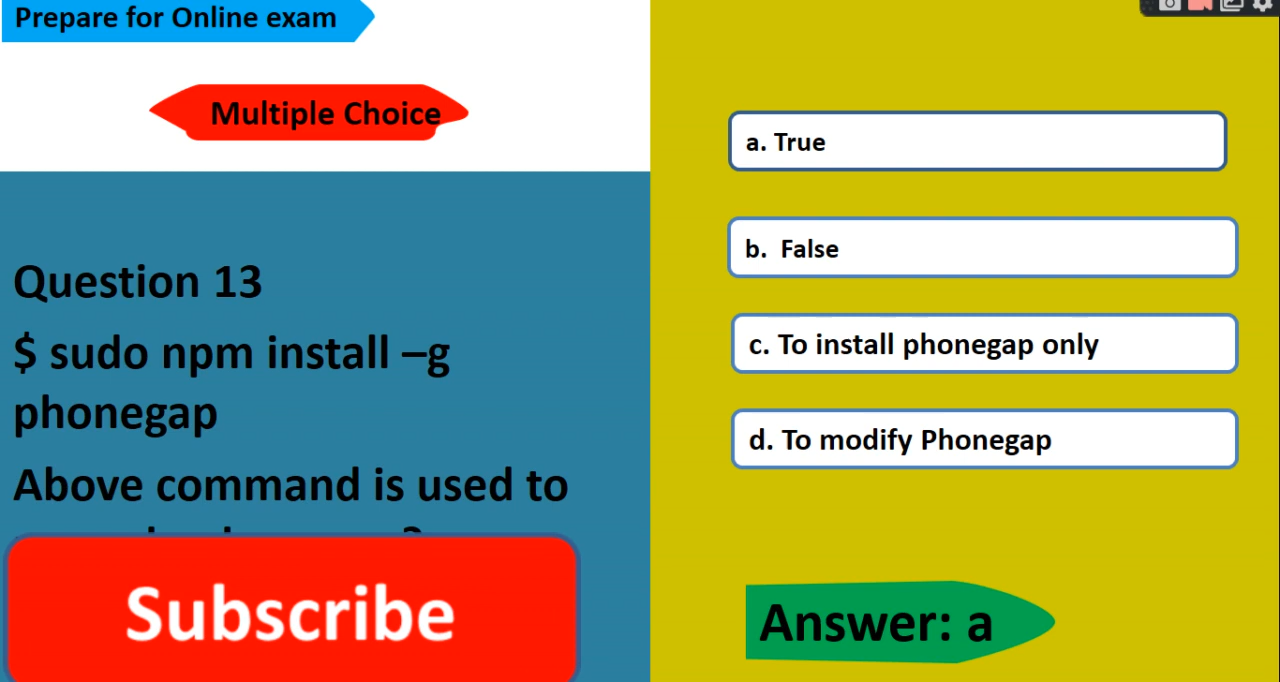 Prepare for Online exam
Multiple Choice
Question 13
$ sudo npm install –g
phonegap
Above command is used to
Subscribe
a. True
b. False
c. To install phonegap only
d. To modify Phonegap
Answer: a